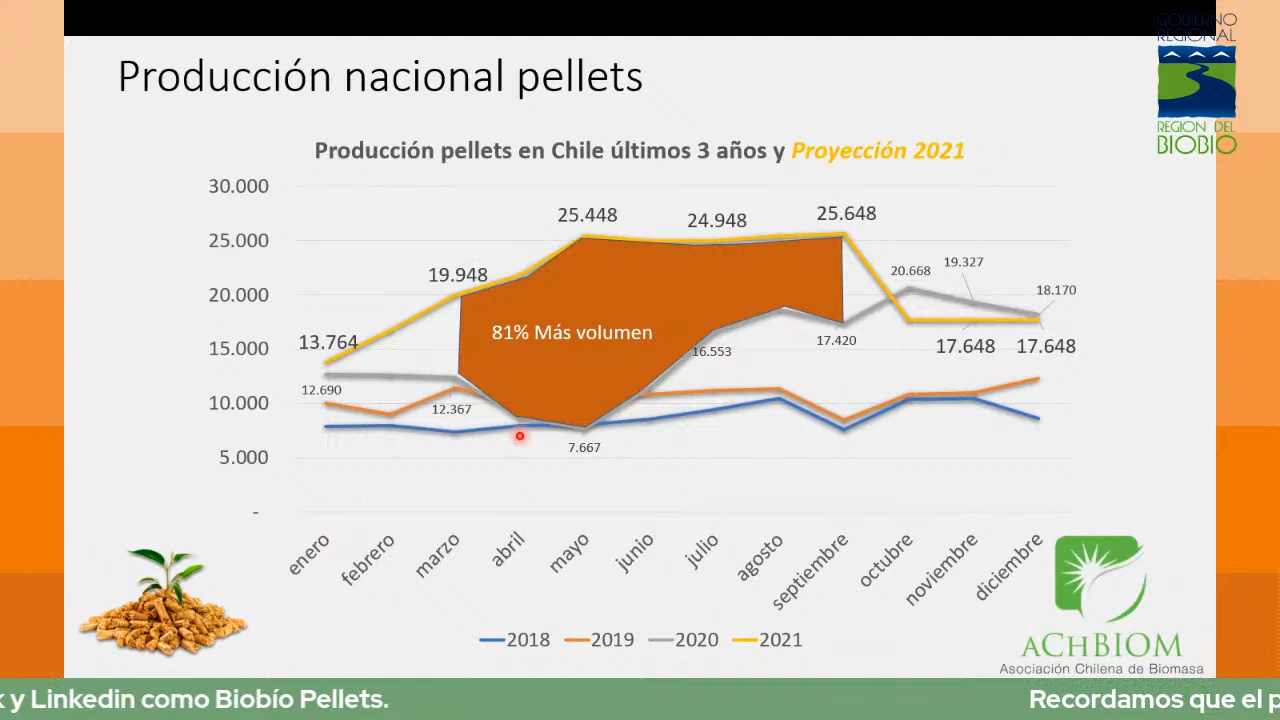 GOBIERNO
REGIONAL
REGION DEL
BIOBIO
Producción nacional pellets
Producción pellets en Chile últimos 3 años y Proyección 2021
30.000
25.000
20.000
15.000
10.000
5.000
-
13.764
19.948
25.448
24.948
25.648
20.668
19.327
18.170
81% Más volumen
12.690
12.367
7.667
16.553
17.420
17.648
17.648
enero
febrero
marzo
abril
mayo
junio
julio
agosto
septiembre
octubre
noviembre
diciembre
2018
2019
2020
2021
ACHBIOM
Asociación Chilena de Biomasa
y Linkedin como Biobío Pellets.
Recordamos que el